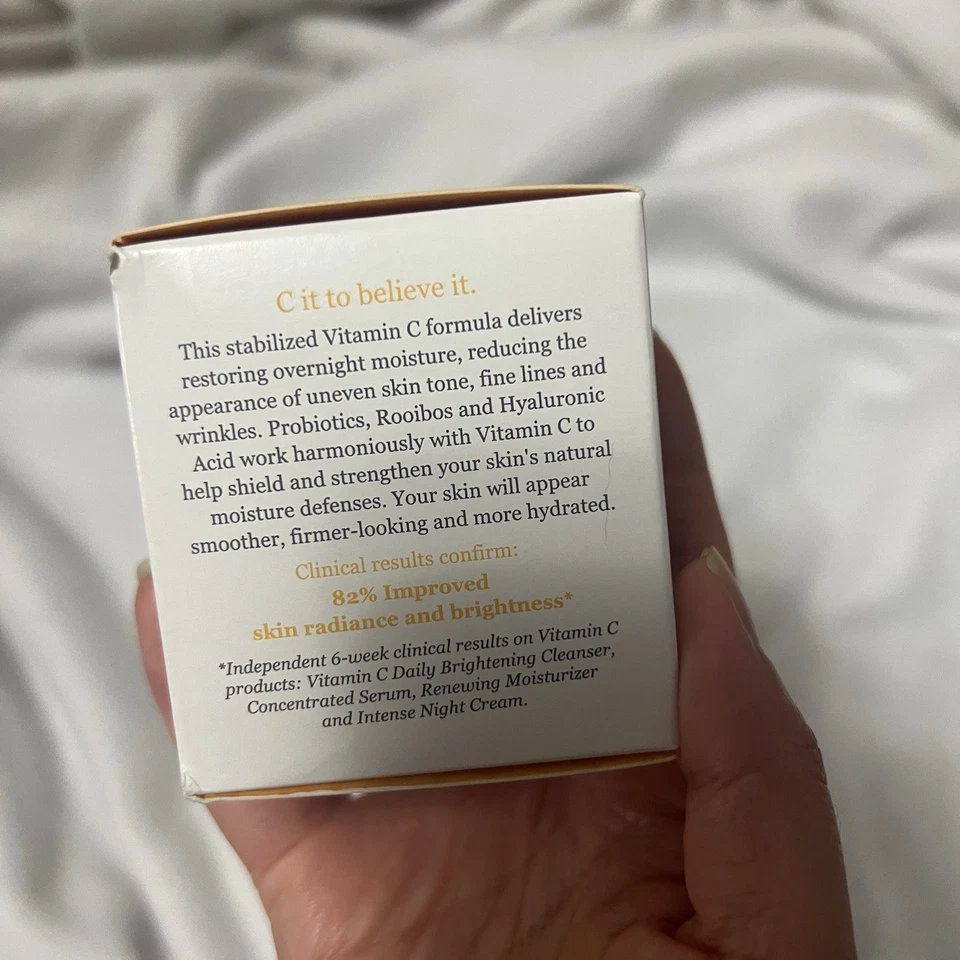 C it to believe it.
This stabilized Vitamin C formula delivers
restoring overnight moisture, reducing the
appearance of uneven skin tone, fine lines and
wrinkles. Probiotics, Rooibos and Hyaluronic
Acid work harmoniously with Vitamin C to
help shield and strengthen your skin's natural
moisture defenses. Your skin will appear
smoother, firmer-looking and more hydrated.
Clinical results confirm:
82% Improved
skin radiance and brightness*
*Independent 6-week clinical results on Vitamin C
products: Vitamin C Daily Brightening Cleanser,
Concentrated Serum, Renewing Moisturizer
and Intense Night Cream.